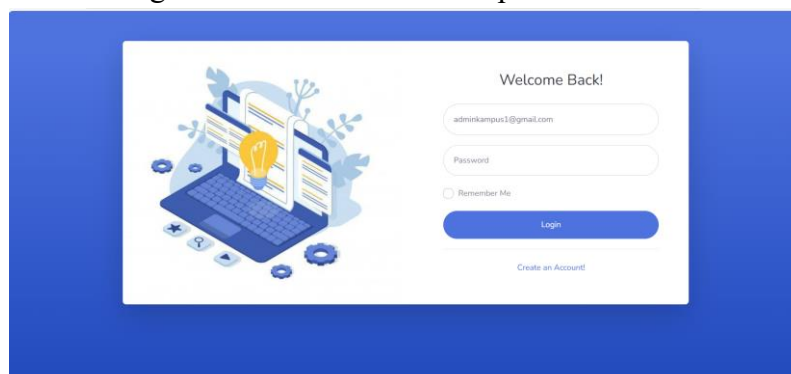 Welcome Back!
adminkampus1@gmail.com
Password
Remember Me
Login
Create an Account!